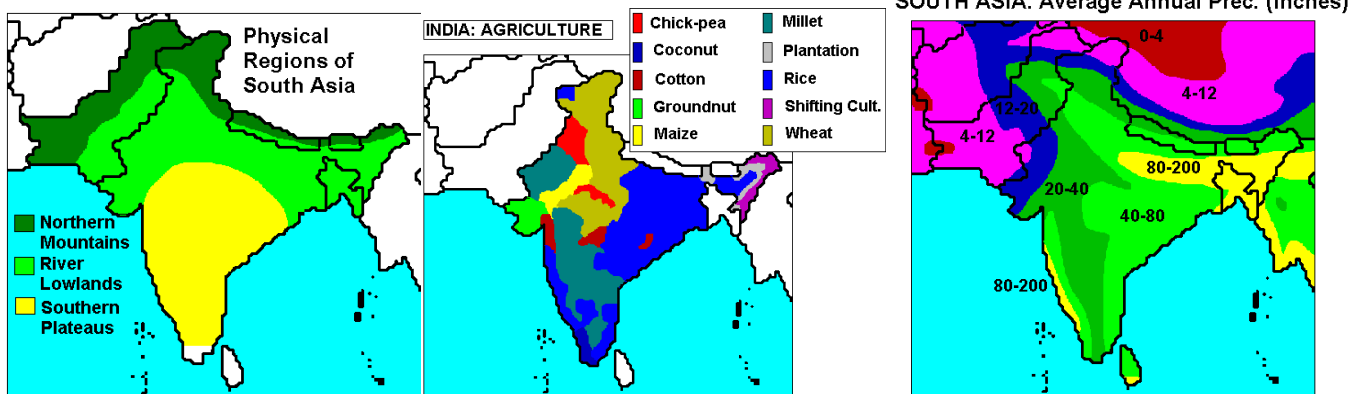 Physical
Regions of
South Asia
Northern
Mountains
River
Lowlands
Southern
Plateaus
INDIA: AGRICULTURE
Chick-pea
Millet
Coconut
Plantation
Cotton
Rice
Groundnut
Shifting Cult.
Maize
Wheat
SOUTH ASIA: Average Annual Prec. (Inches)
0-4
4-12
12-20
4-12
80-200
20-40
40-80
80-200